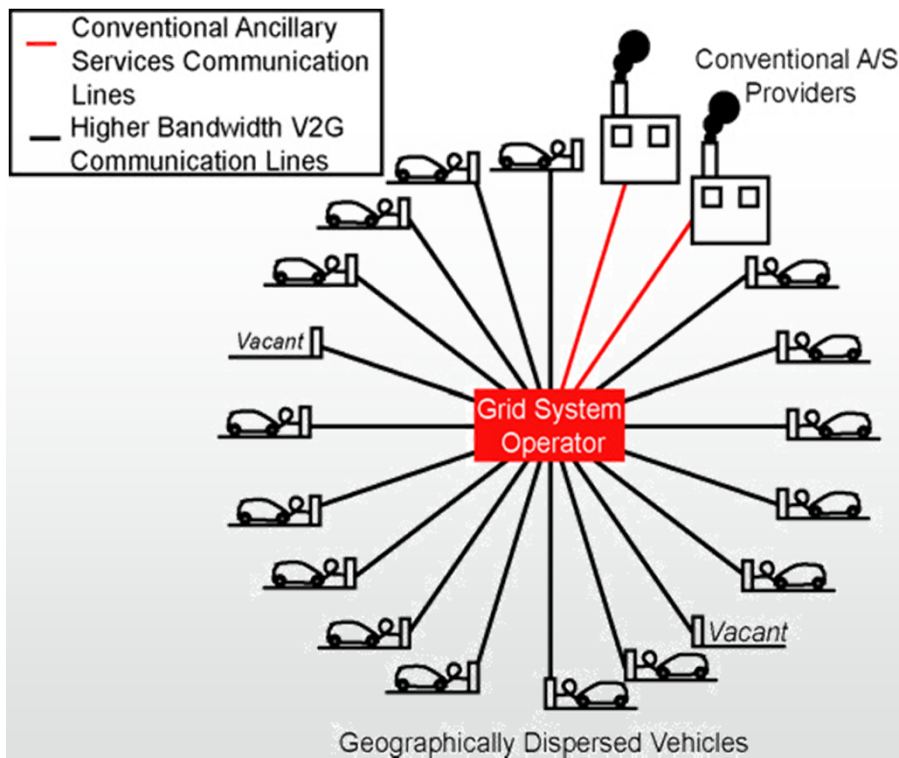 Conventional Ancillary
Services Communication
Lines
Higher Bandwidth V2G
Communication Lines
Conventional A/S
Providers
Vacant
Grid System
Operator
Vacant
Geographically Dispersed Vehicles